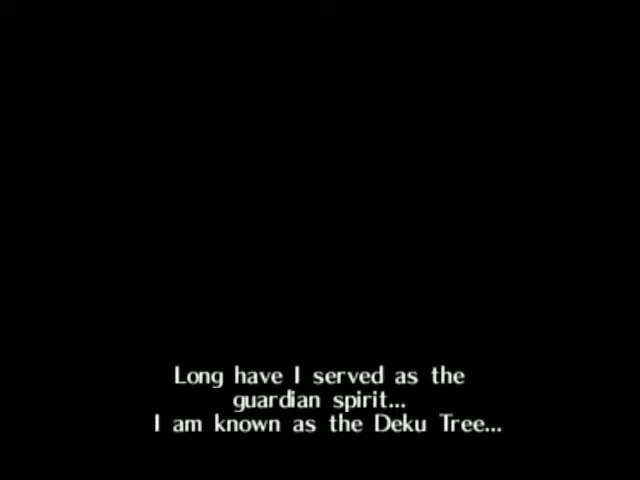 Long have I served as the
guardian spirit...
I am known as the Deku Tree...